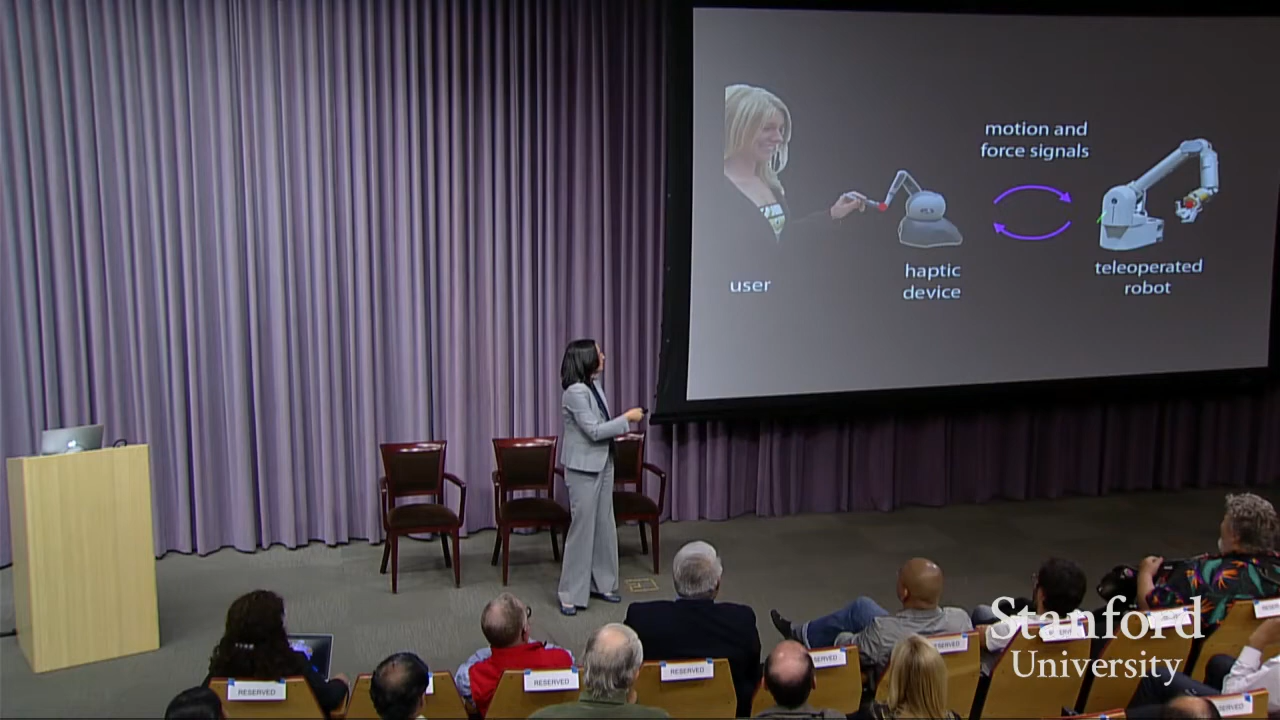 motion and
force signals
user
haptic
device
teleoperated
robot
RESERVED
RESERVED
RESERVED
RESERVED
RESERVED
Stanford
University